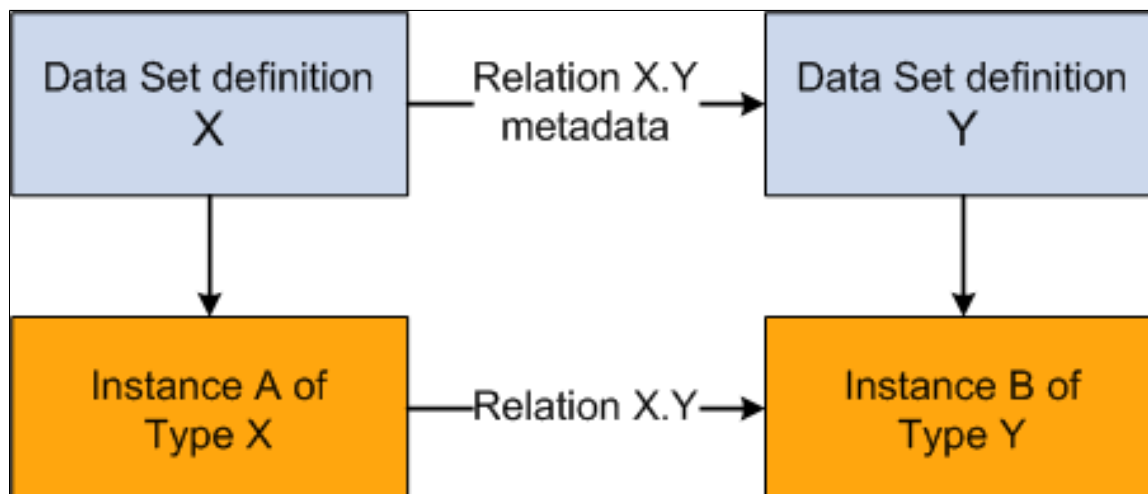 Data Set definition
X
Relation X.Y
metadata
Data Set definition
Y
Instance A of
Type X
Relation X.Y
Instance B of
Type Y